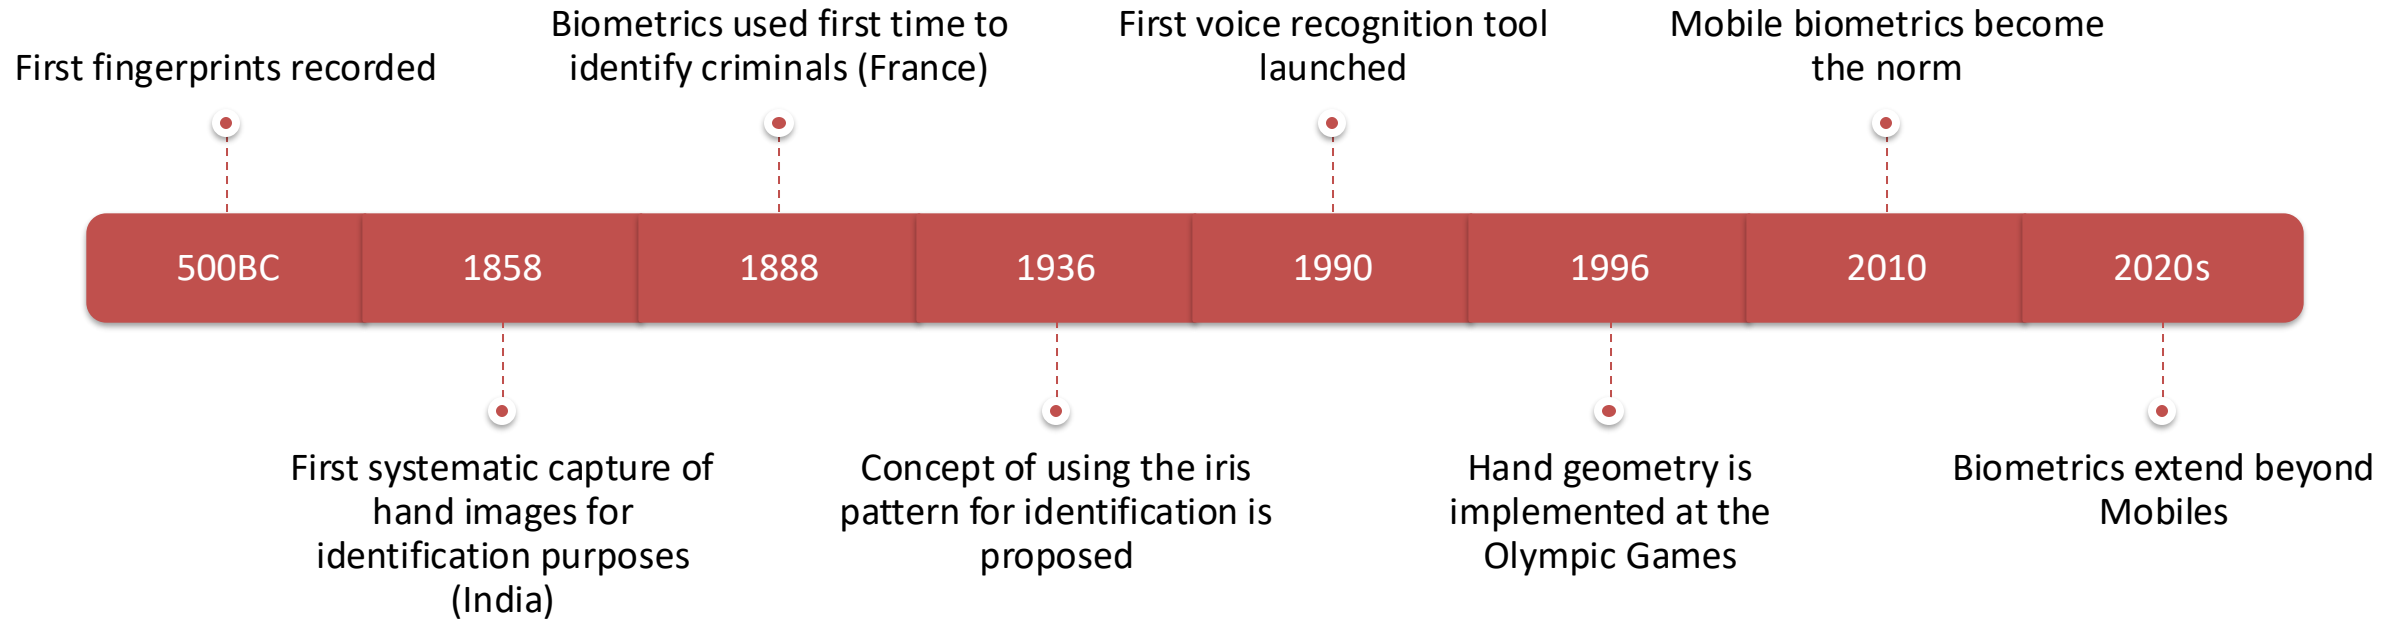 First fingerprints recorded
Biometrics used first time to
identify criminals (France)
First voice recognition tool
launched
Mobile biometrics become
the norm
500BC
1858
1888
1936
1990
1996
2010
2020s
First systematic capture of
hand images for
identification purposes
(India)
Concept of using the iris
pattern for identification is
proposed
Hand geometry is
implemented at the
Olympic Games
Biometrics extend beyond
Mobiles